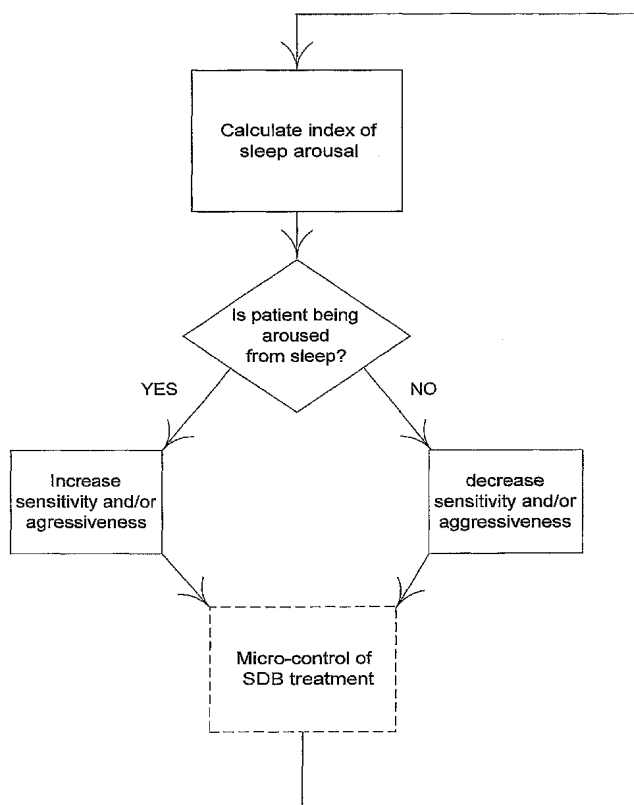 Calculate index of
sleep arousal
Is patient being
aroused
from sleep?
YES
NO
Increase
sensitivity and/or
agressiveness
decrease
sensitivity and/or
aggressiveness
Micro-control of
SDB treatment